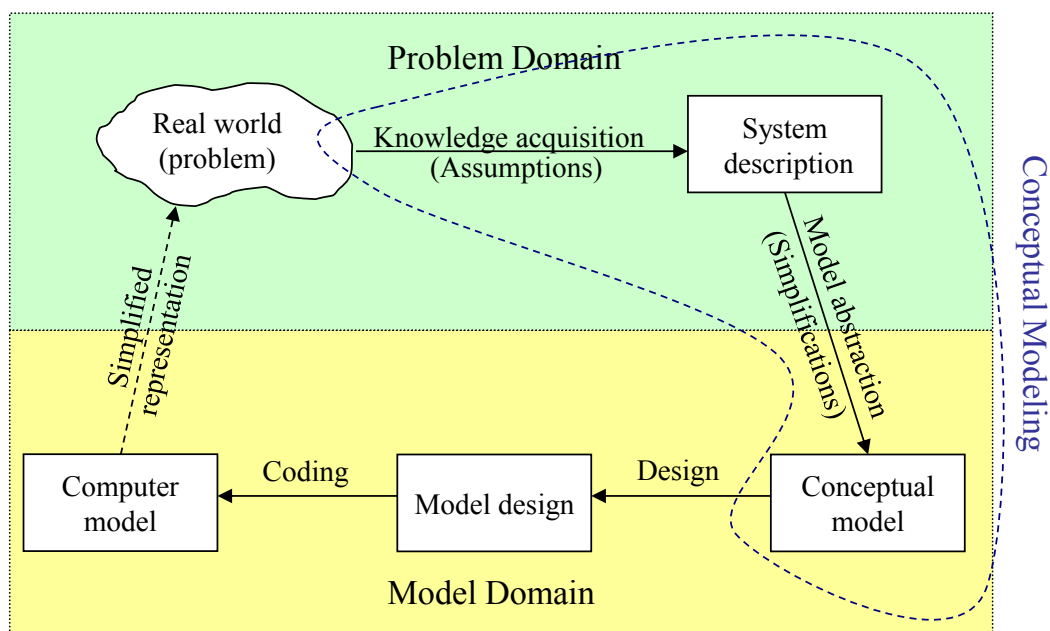 Problem Domain
Real world
(problem)
Knowledge acquisition
(Assumptions)
System
description
Conceptual Modeling
Model abstraction
(Simplifications)
Simplified
representation
Computer
model
Coding
Model design
Design
Conceptual
model
Model Domain